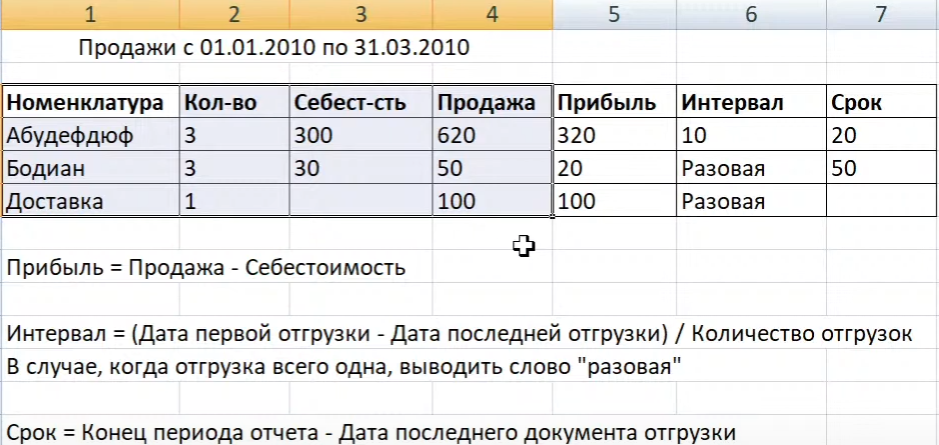 1 2 3 4 5 6 7
Продажи с 01.01.2010 по 31.03.2010
Номенклатура Кол-во Себест-сть Продажа Прибыль Интервал Срок
Абудефдюф 3 300 620 320 10 20
Бодиан 3 30 50 20 Разовая 50
Доставка 1 100 100 Разовая
Прибыль = Продажа - Себестоимость
Интервал = (Дата первой отгрузки - Дата последней отгрузки) / Количество отгрузок
В случае, когда отгрузка всего одна, выводить слово "разовая"
Срок = Конец периода отчета - Дата последнего документа отгрузки